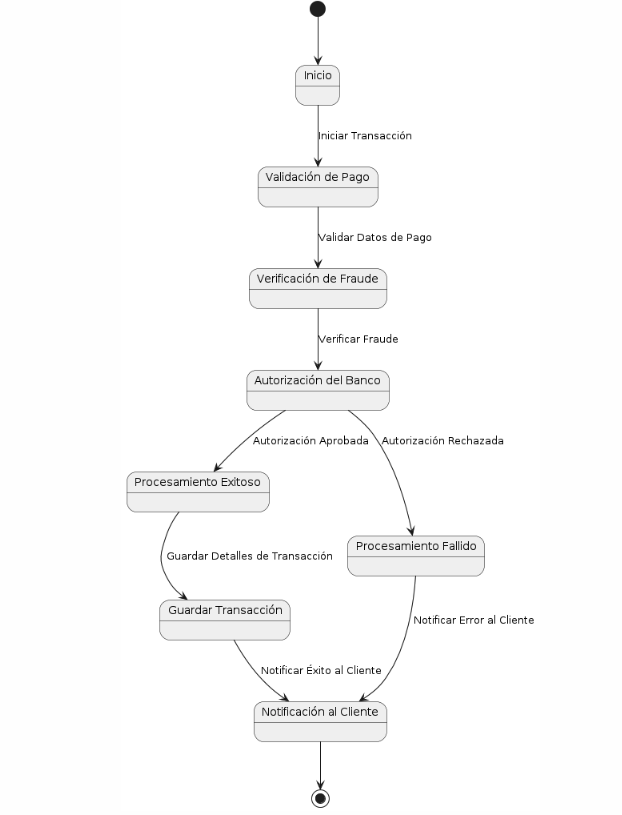 Inicio
Iniciar Transacción
Validación de Pago
Validar Datos de Pago
Verificación de Fraude
Verificar Fraude
Autorización del Banco
Autorización Aprobada
Autorización Rechazada
Procesamiento Exitoso
Procesamiento Fallido
Guardar Detalles de Transacción
Guardar Transacción
Notificar Error al Cliente
Notificar Éxito al Cliente
Notificación al Cliente